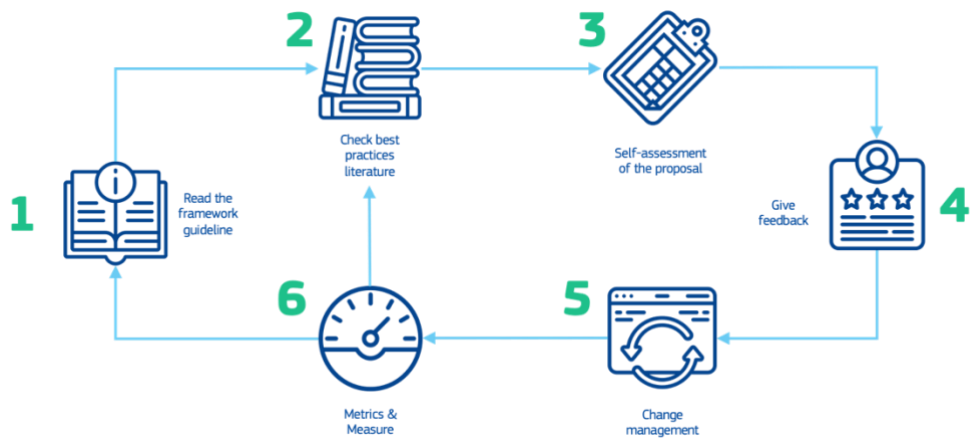 1
Read the
framework
guideline
2
Check best
practices
literature
3
Self-assessment
of the proposal
4
Give
feedback
5
Change
management
6
Metrics &
Measure